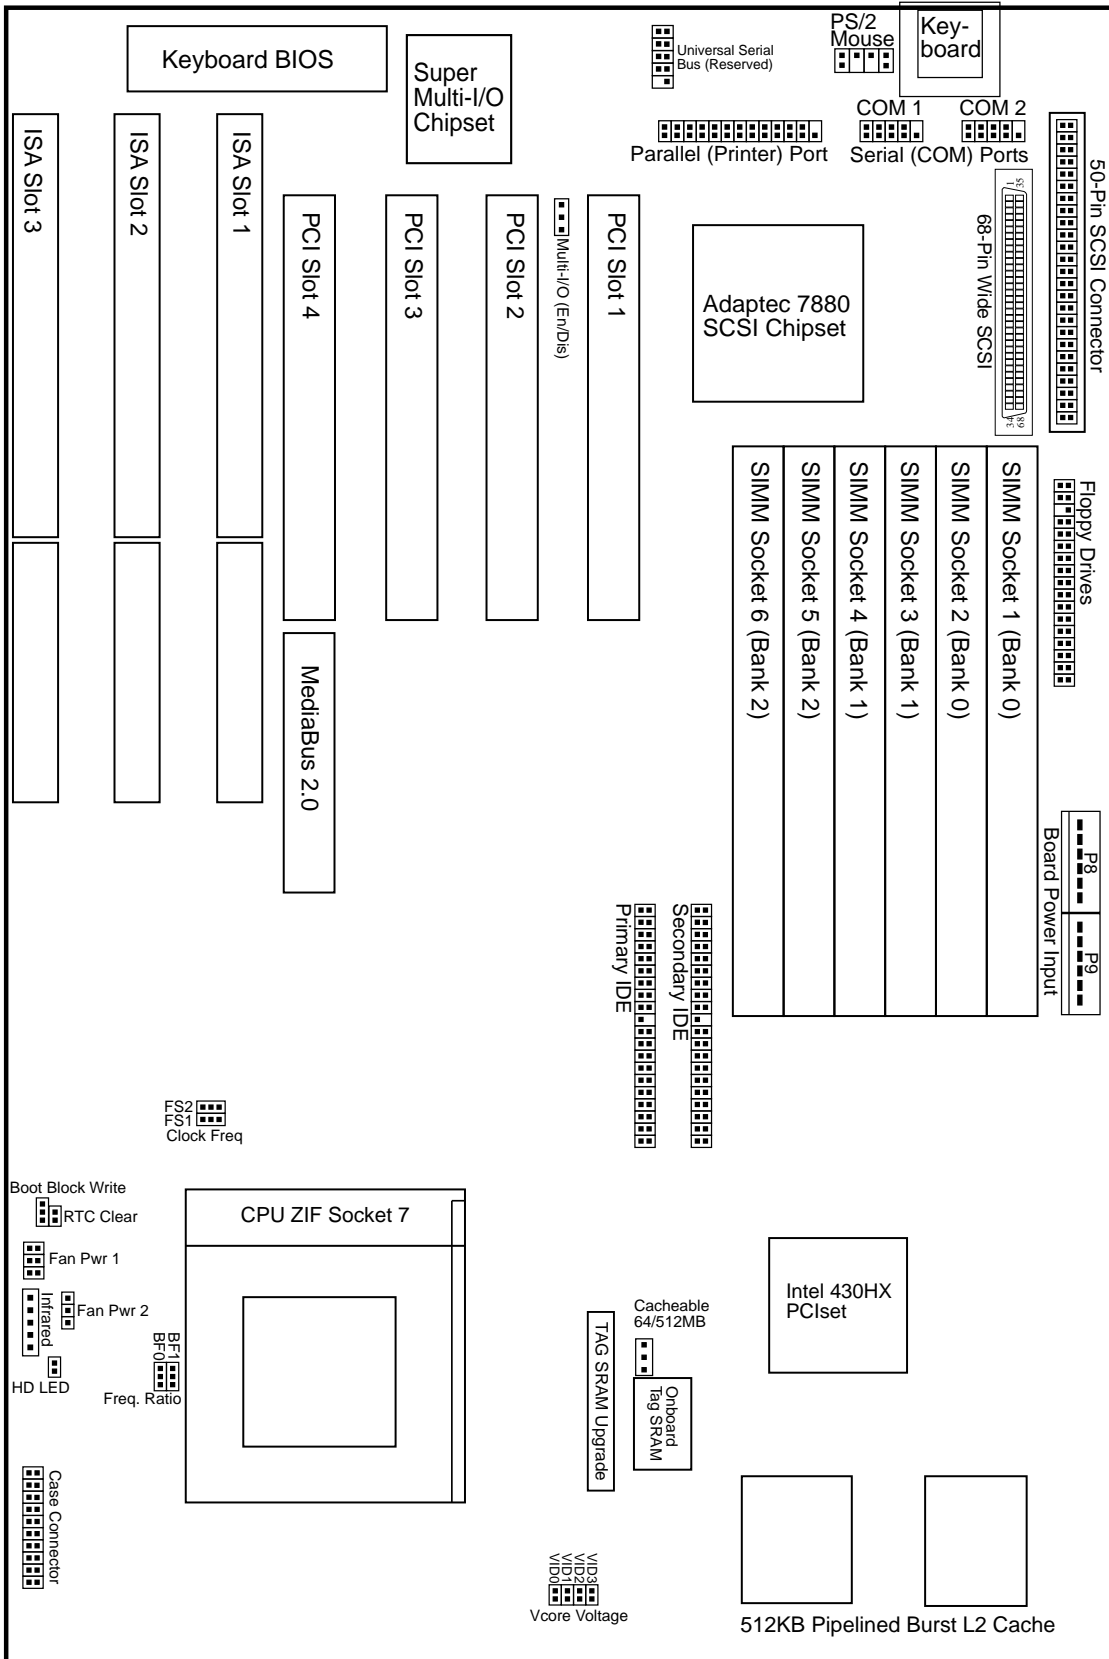 Keyboard BIOS
Super
Multi-I/O
Chipset
Universal Serial
Bus (Reserved)
PS/2
Mouse
Key-
board
COM 1
COM 2
Parallel (Printer) Port
Serial (COM) Ports
ISA Slot 3
ISA Slot 2
ISA Slot 1
PCI Slot 4
PCI Slot 3
PCI Slot 2
Multi-I/O (En/Dis)
PCI Slot 1
Adaptec 7880
SCSI Chipset
1
35
34
68
68-Pin Wide SCSI
50-Pin SCSI Connector
SIMM Socket 6 (Bank 2)
SIMM Socket 5 (Bank 2)
SIMM Socket 4 (Bank 1)
SIMM Socket 3 (Bank 1)
SIMM Socket 2 (Bank 0)
SIMM Socket 1 (Bank 0)
Floppy Drives
MediaBus 2.0
Board Power Input
P8
P9
Primary IDE
Secondary IDE
FS2
FS1
Clock Freq
Boot Block Write
RTC Clear
Fan Pwr 1
Infrared
Fan Pwr 2
HD LED
BF0
BF1
Freq. Ratio
CPU ZIF Socket 7
Case Connector
TAG SRAM Upgrade
Cacheable
64/512MB
Onboard
Tag SRAM
Intel 430HX
PCIset
VID0
VID1
VID2
VID3
Vcore Voltage
512KB Pipelined Burst L2 Cache